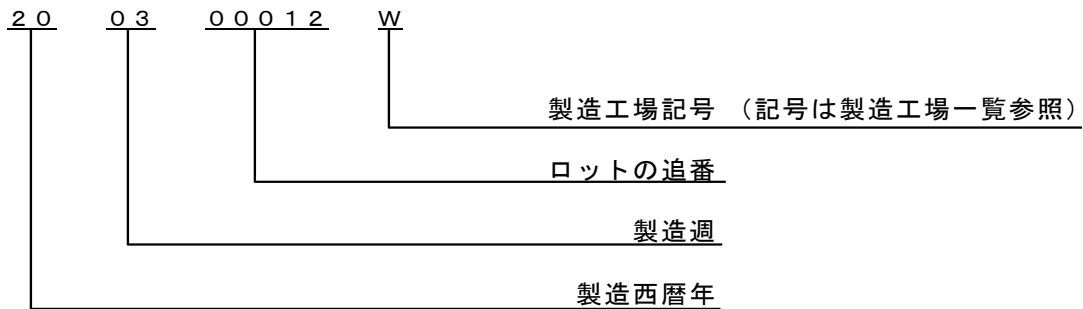 ２０　０３　０００１２　Ｗ
製造工場記号　（記号は製造工場一覧参照）
ロットの追番
製造週
製造西暦年